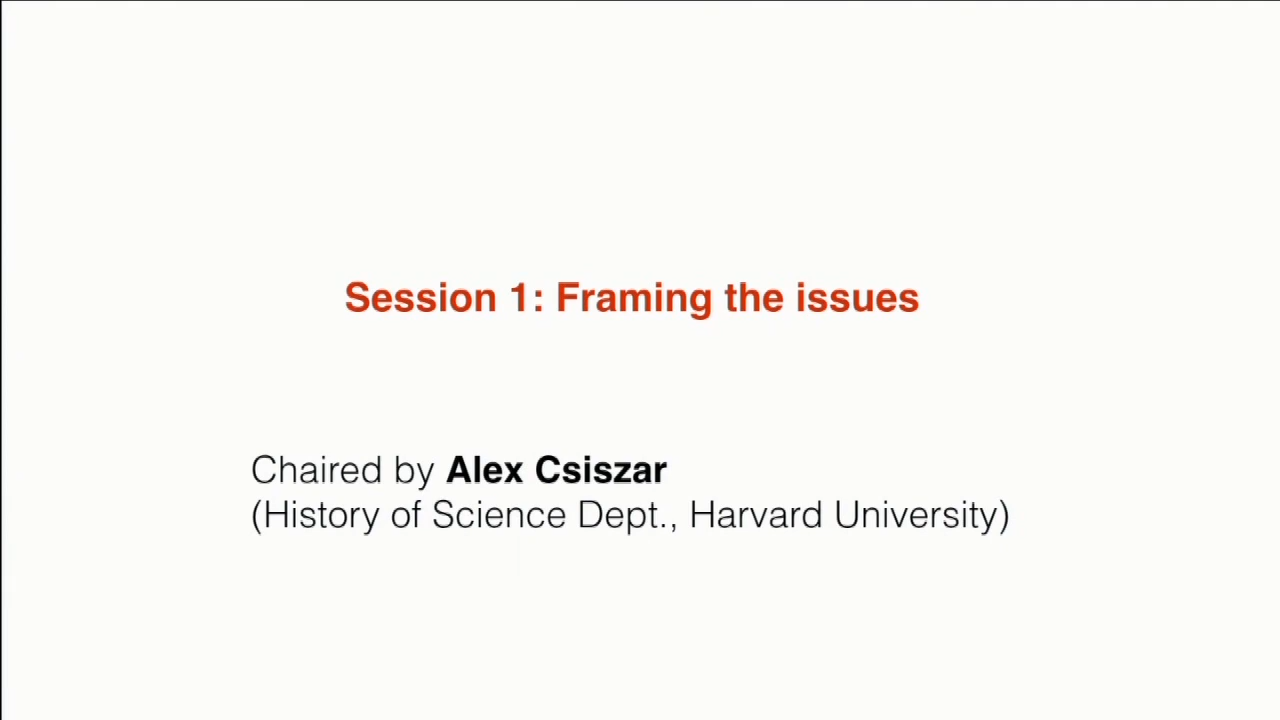 Session 1: Framing the issues
Chaired by Alex Csiszar
(History of Science Dept., Harvard University)